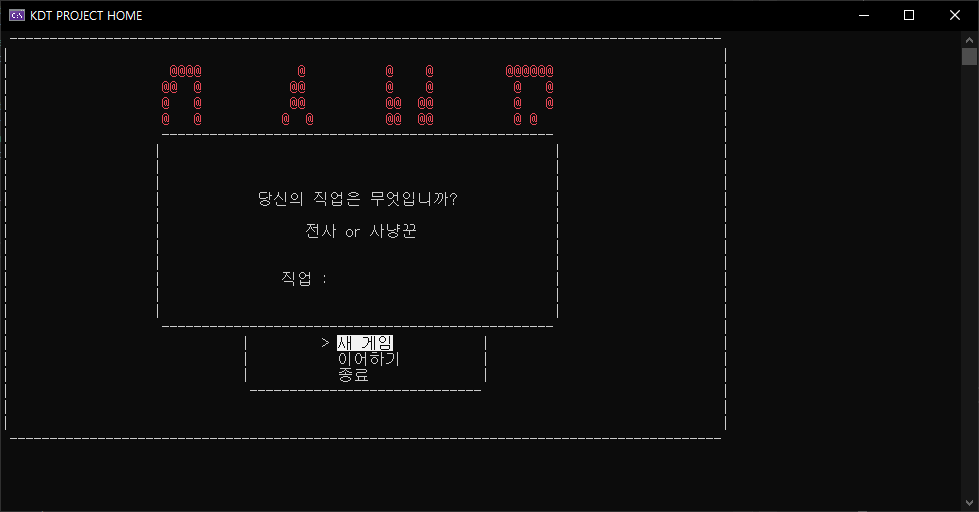 KDT PROJECT HOME
당신의 직업은 무엇입니까?
전사 or 사냥꾼
직업 :
> 새 게임
이어하기
종료